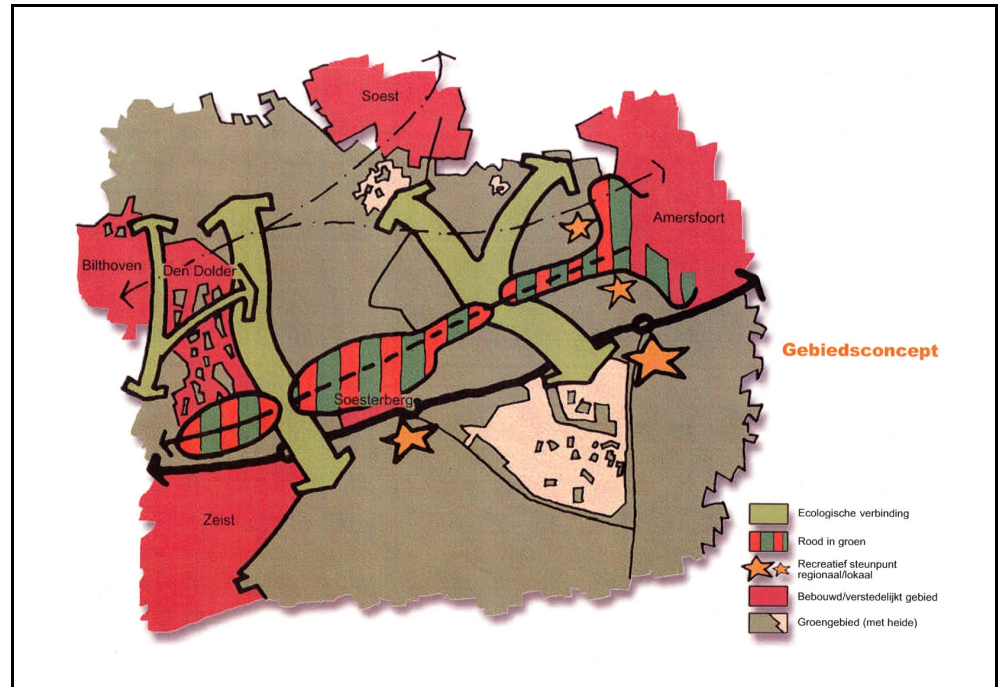 Soest
Amersfoort
Bilthoven
Den Dolder
Gebiedsconcept
Soesterberg
Zeist
Ecologische verbinding
Rood in groen
Recreatief steunpunt
regionaal/lokaal
Bebouwd/verstedelijkt gebied
Groengebied (met heide)